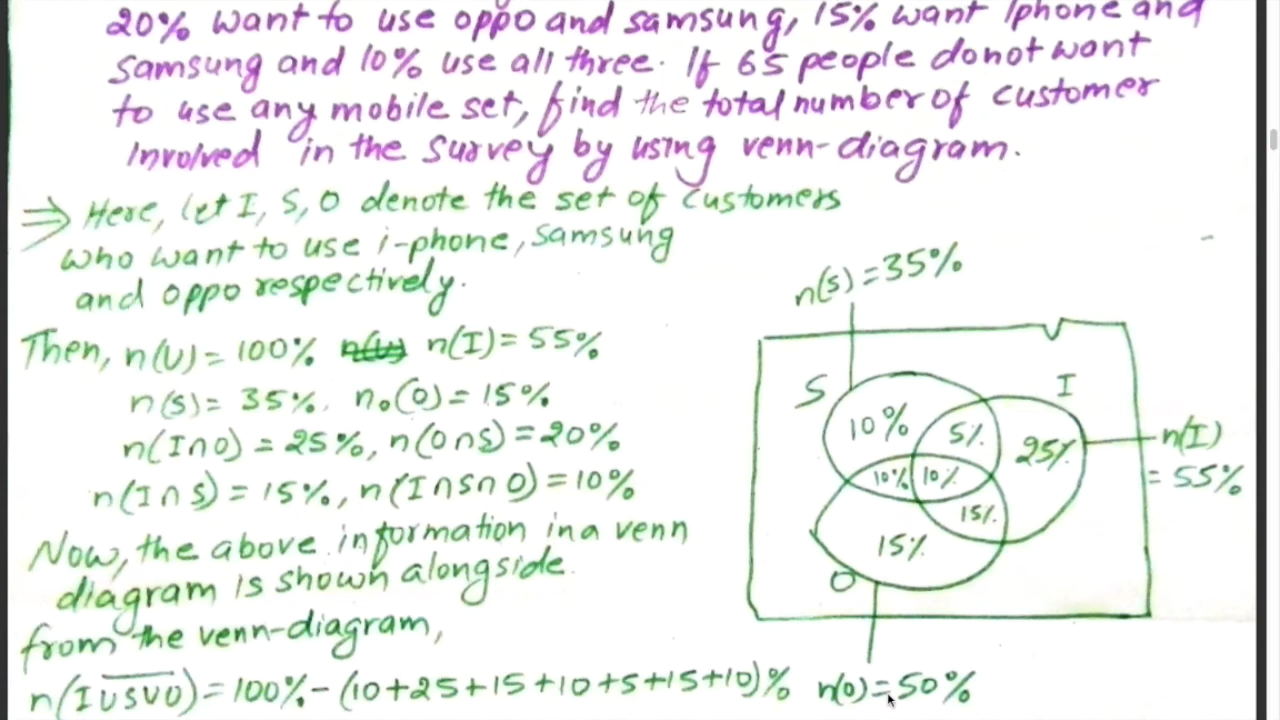 20% want to use oppo and samsung, 15% want Iphone and
samsung and 10% use all three. If 65 people donot want
to use any mobile set, find the total number of customer
involved in the survey by using venn-diagram.
⇒ Here, let I, S, O denote the set of customers
who want to use i-phone, samsung
and oppo respectively.
n(S) = 35%
Then, n(U) = 100% n(I) = 55%
n(S) = 35%, n.(O) = 15%
n(I∩O) = 25%, n(O∩S) = 20%
n(I∩S) = 15%, n(I∩S∩O) = 10%
S
I
10%
5%
25%
n(I)
= 55%
10%
10%
15%
15%
O
Now, the above information in a venn
diagram is shown alongside.
from the venn-diagram,
n(I̅U̅S̅U̅O̅) = 100% - (10+25+15+10+5+15+10)%
n(O) = 50%